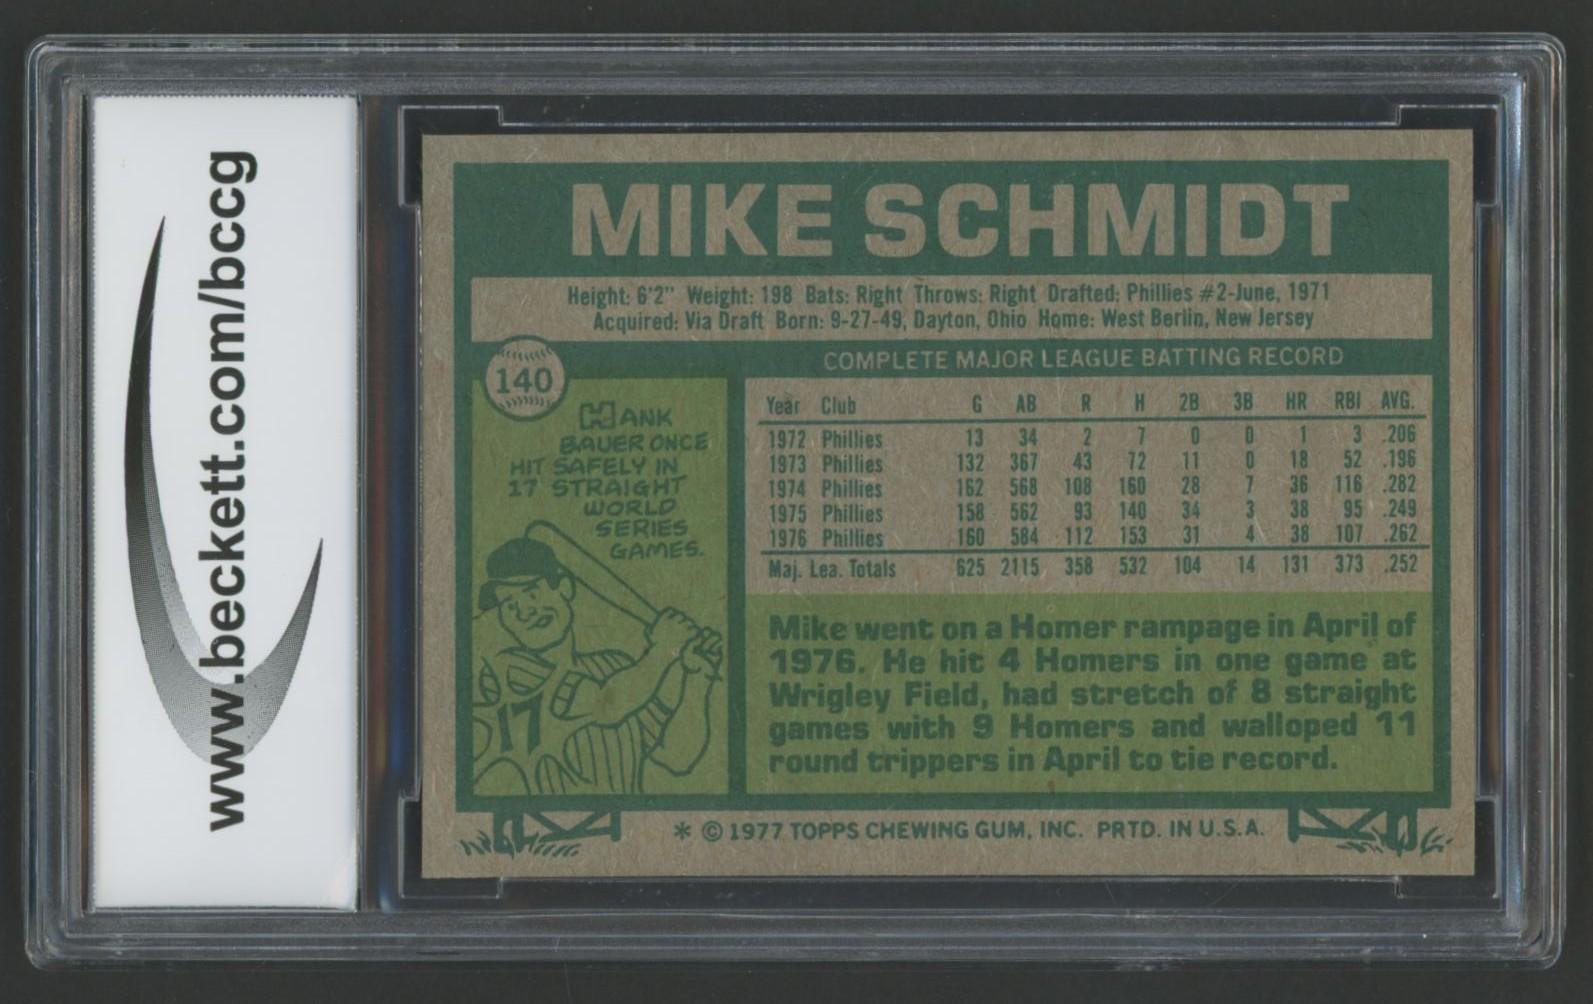 www.beckett.com/bccg
MIKE SCHMIDT
Height: 6'2" Weight: 198 Bats: Right Throws: Right Drafted: Phillies #2-June, 1971
Acquired: Via Draft Born: 9-27-49, Dayton, Ohio Home: West Berlin, New Jersey
140
COMPLETE MAJOR LEAGUE BATTING RECORD
HANK
BAUER ONCE
HIT SAFELY IN
17 STRAIGHT
WORLD
SERIES
GAMES.
17
Year Club G AB R H 2B 3B HR RBI AVG.
1972 Phillies 13 34 2 7 0 0 1 3 .206
1973 Phillies 132 367 43 72 11 0 18 52 .196
1974 Phillies 162 568 108 160 28 7 36 116 .282
1975 Phillies 158 562 93 140 34 3 38 95 .249
1976 Phillies 160 584 112 153 31 4 38 107 .262
Maj. Lea. Totals 625 2115 358 532 104 14 131 373 .252
Mike went on a Homer rampage in April of
1976. He hit 4 Homers in one game at
Wrigley Field, had stretch of 8 straight
games with 9 Homers and walloped 11
round trippers in April to tie record.
* © 1977 TOPPS CHEWING GUM, INC. PRTD. IN U.S.A.